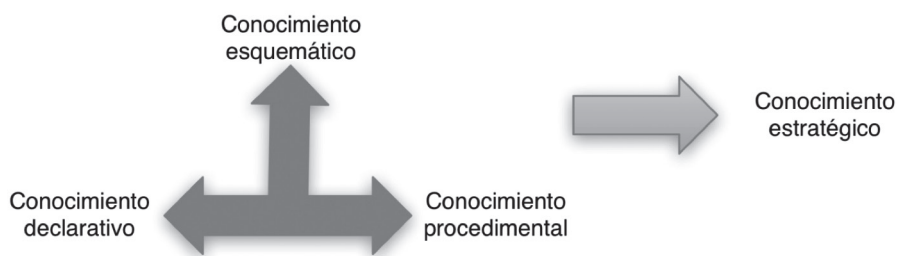 Conocimiento
esquemático
Conocimiento
estratégico
Conocimiento
declarativo
Conocimiento
procedimental